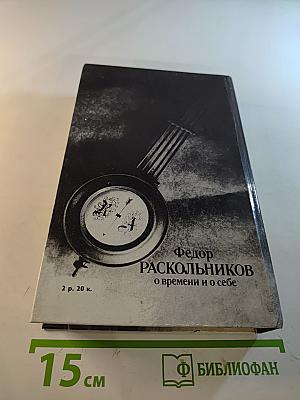 Федор
РАСКОЛЬНИКОВ
о времени и о себе
2 р. 20 к.
15 см
Ф БИБЛИОФАН